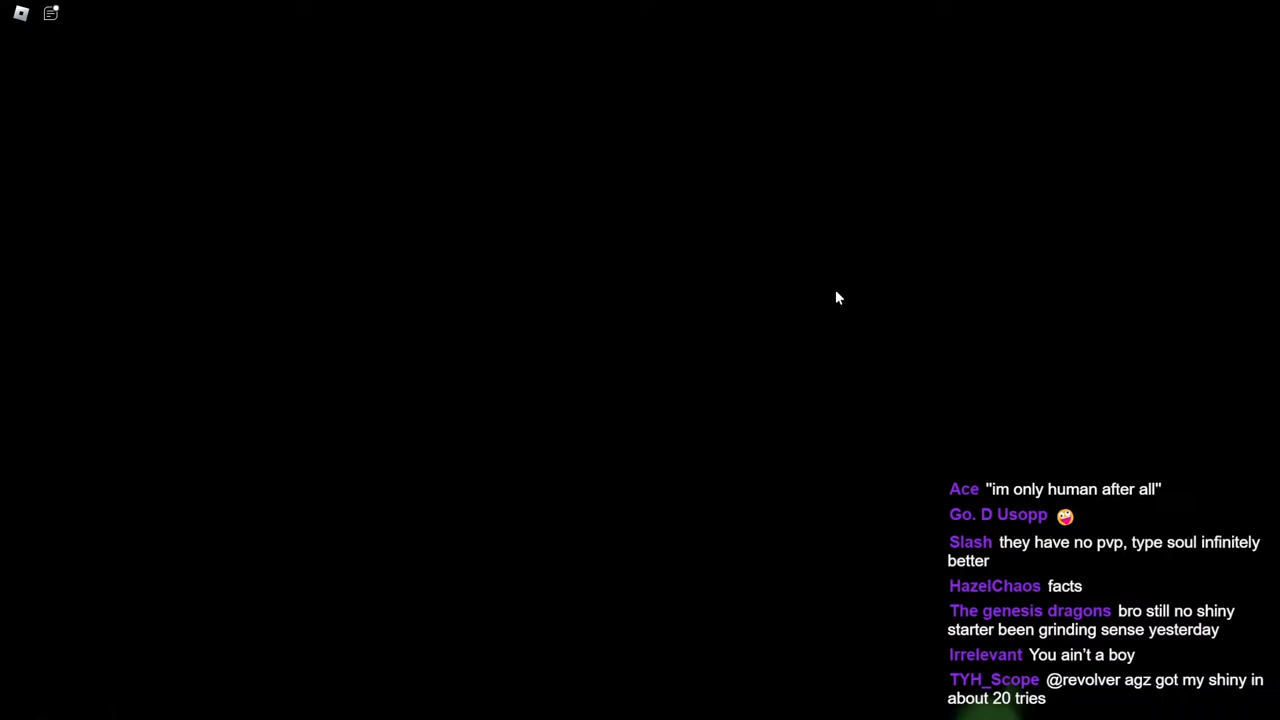 Ace "im only human after all"
Go. D Usopp 🤪
Slash they have no pvp, type soul infinitely
better
HazelChaos facts
The genesis dragons bro still no shiny
starter been grinding sense yesterday
Irrelevant You ain't a boy
TYH_Scope @revolver agz got my shiny in
about 20 tries